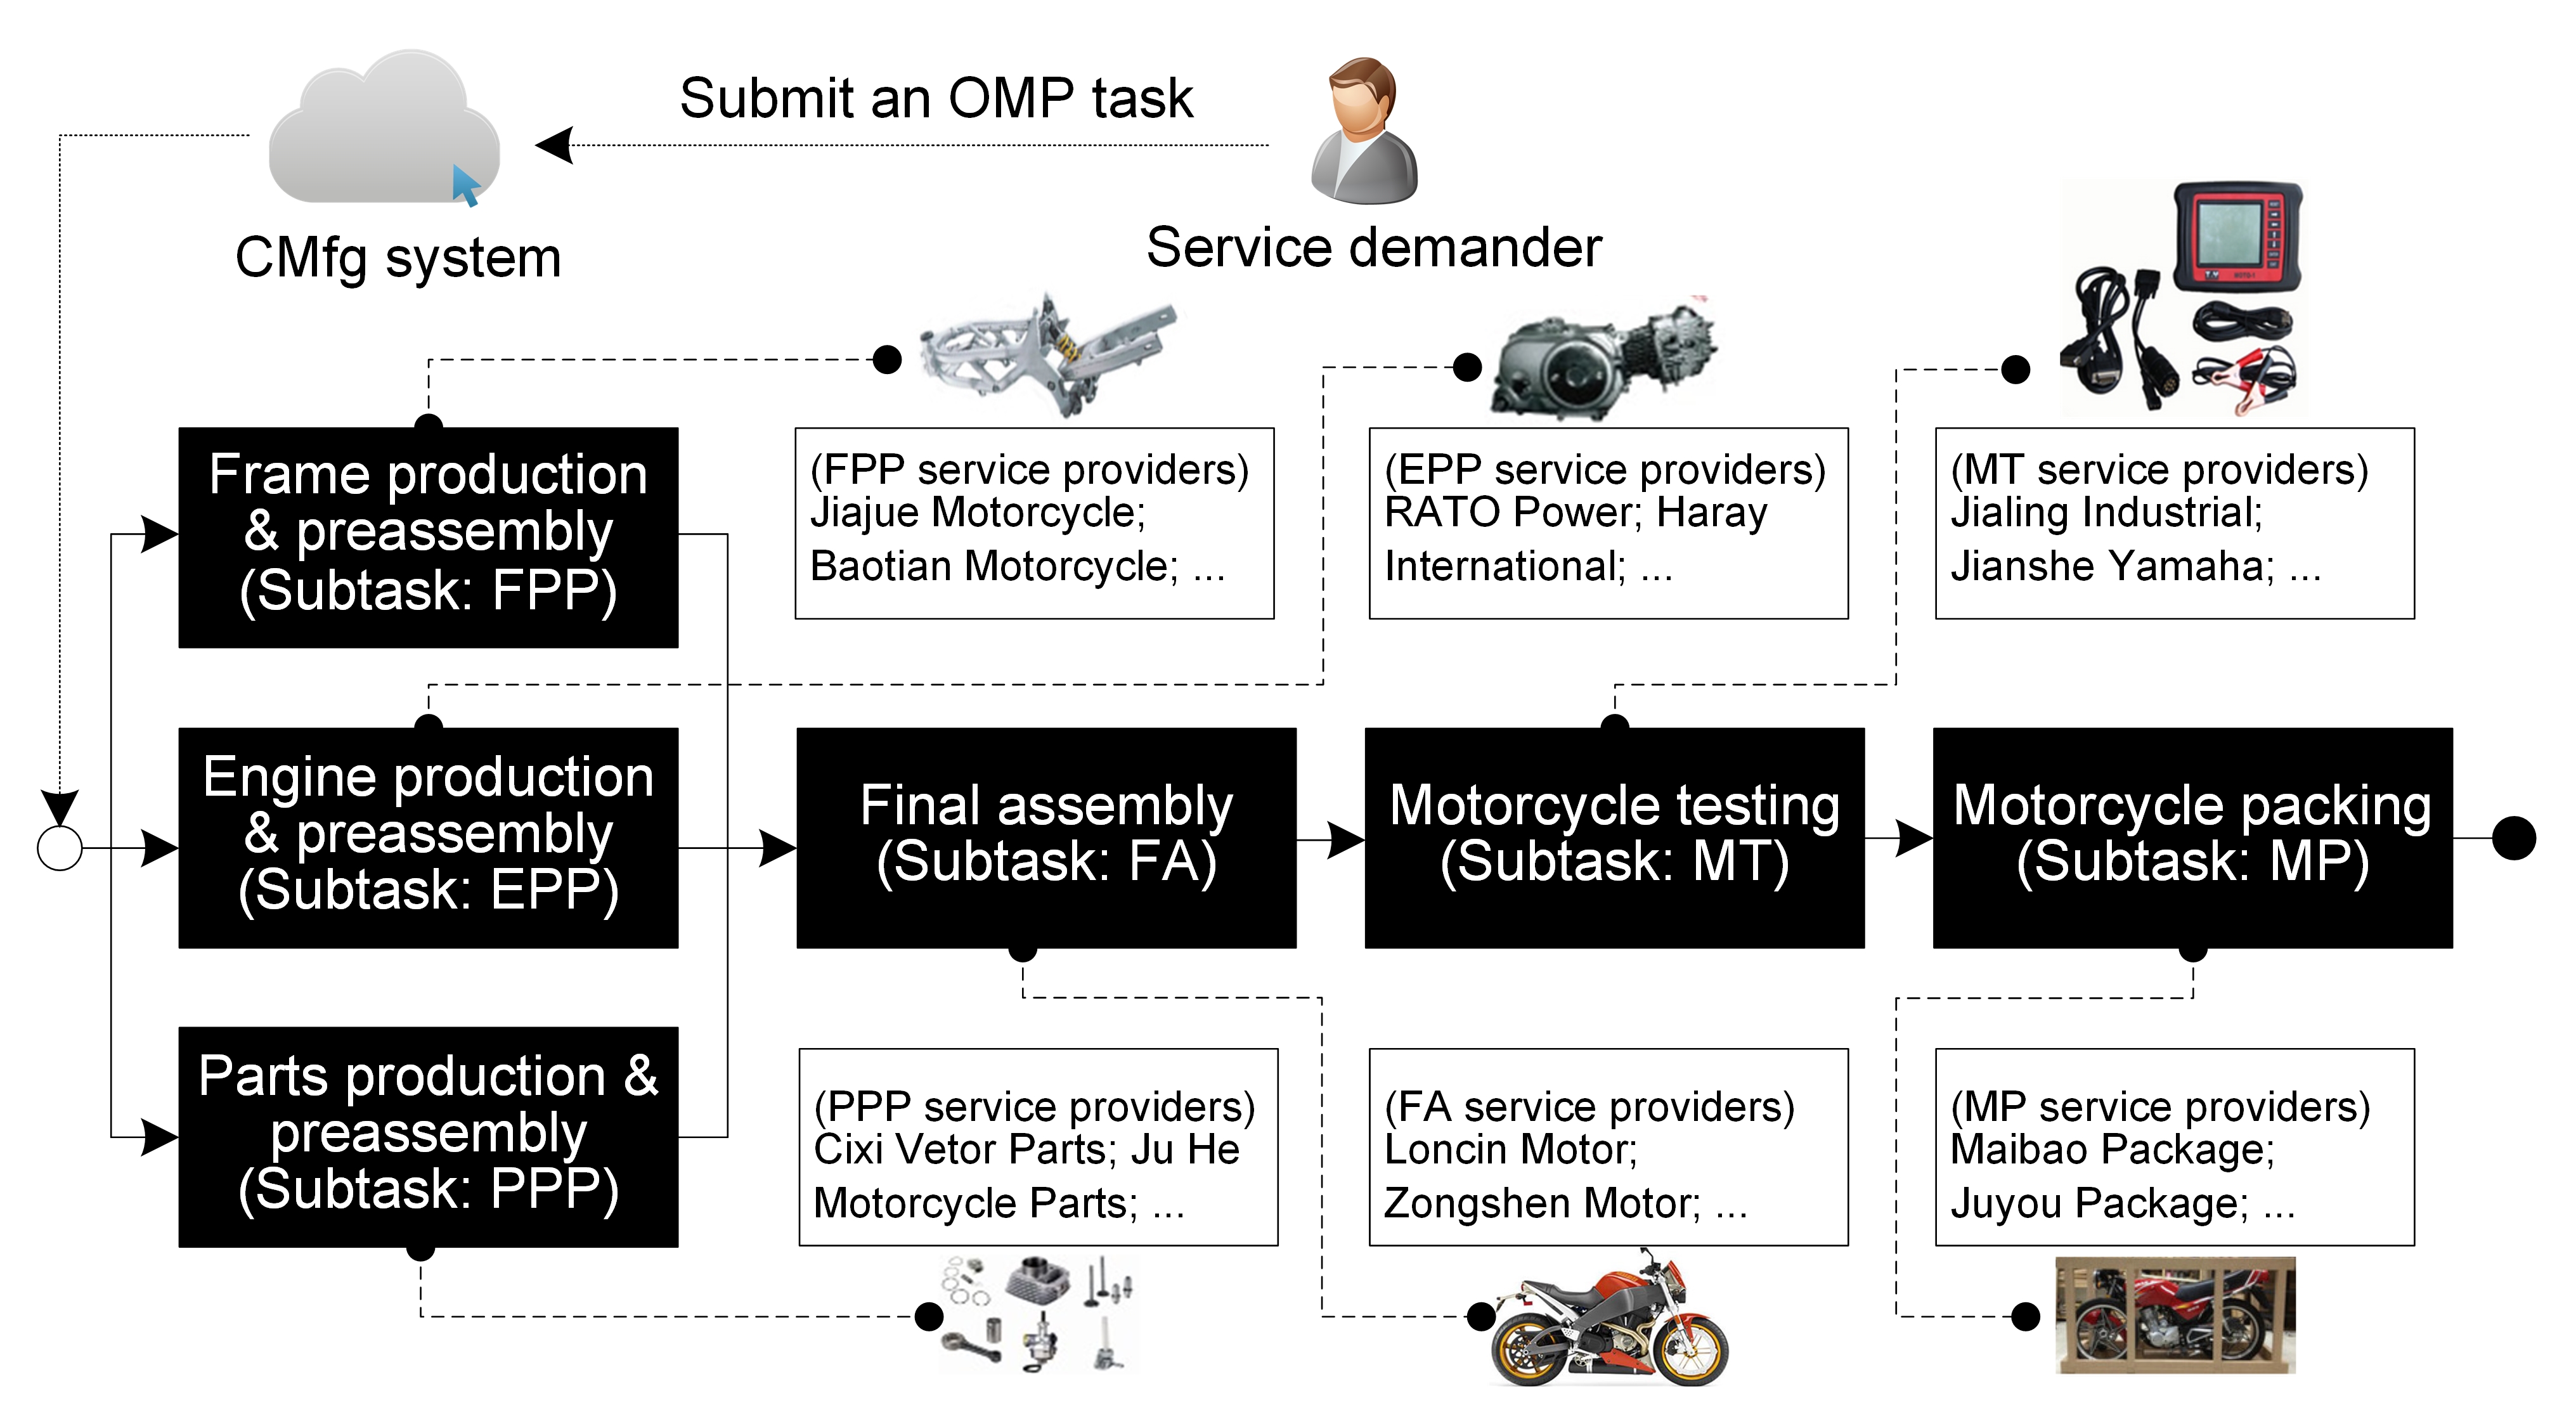 Submit an OMP task
CMfg system
Service demander
Frame production
& preassembly
(Subtask: FPP)
(FPP service providers)
Jiajue Motorcycle;
Baotian Motorcycle; ...
(EPP service providers)
RATO Power; Haray
International; ...
(MT service providers)
Jialing Industrial;
Jianshe Yamaha; ...
Engine production
& preassembly
(Subtask: EPP)
Final assembly
(Subtask: FA)
Motorcycle testing
(Subtask: MT)
Motorcycle packing
(Subtask: MP)
Parts production &
preassembly
(Subtask: PPP)
(PPP service providers)
Cixi Vetor Parts; Ju He
Motorcycle Parts; ...
(FA service providers)
Loncin Motor;
Zongshen Motor; ...
(MP service providers)
Maibao Package;
Juyou Package; ...